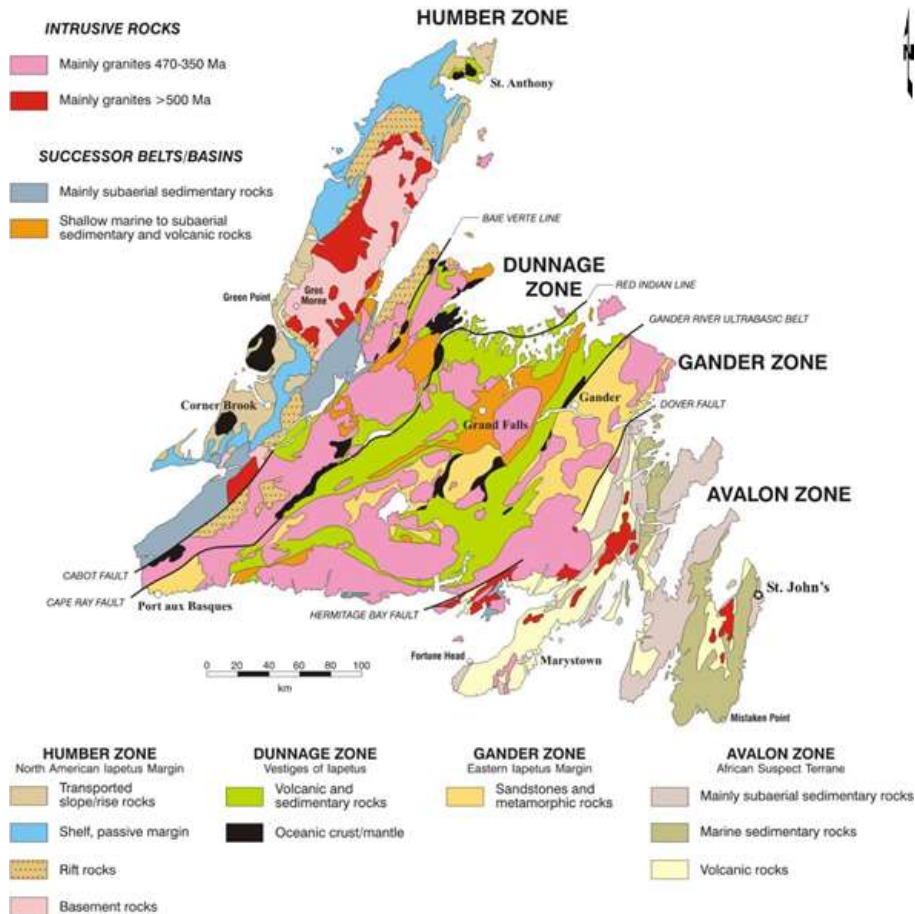 HUMBER ZONE
INTRUSIVE ROCKS
Mainly granites 470-350 Ma
Mainly granites >500 Ma
SUCCESSOR BELTS/BASINS
Mainly subaerial sedimentary rocks
Shallow marine to subaerial
sedimentary and volcanic rocks
N
St. Anthony
BAIE VERTE LINE
DUNNAGE
ZONE
RED INDIAN LINE
Green Point
Gros
Morne
GANDER RIVER ULTRABASIC BELT
GANDER ZONE
Corner Brook
Gander
Grand Falls
DOVER FAULT
AVALON ZONE
CABOT FAULT
CAPE RAY FAULT
Port aux Basques
HERMITAGE BAY FAULT
St. John's
Fortune Head
Marystown
Mistaken Point
0 20 40 60 80 100
km
HUMBER ZONE
North American Iapetus Margin
Transported
slope/rise rocks
Shelf, passive margin
Rift rocks
Basement rocks
DUNNAGE ZONE
Vestiges of Iapetus
Volcanic and
sedimentary rocks
Oceanic crust/mantle
GANDER ZONE
Eastern Iapetus Margin
Sandstones and
metamorphic rocks
AVALON ZONE
African Suspect Terrane
Mainly subaerial sedimentary rocks
Marine sedimentary rocks
Volcanic rocks